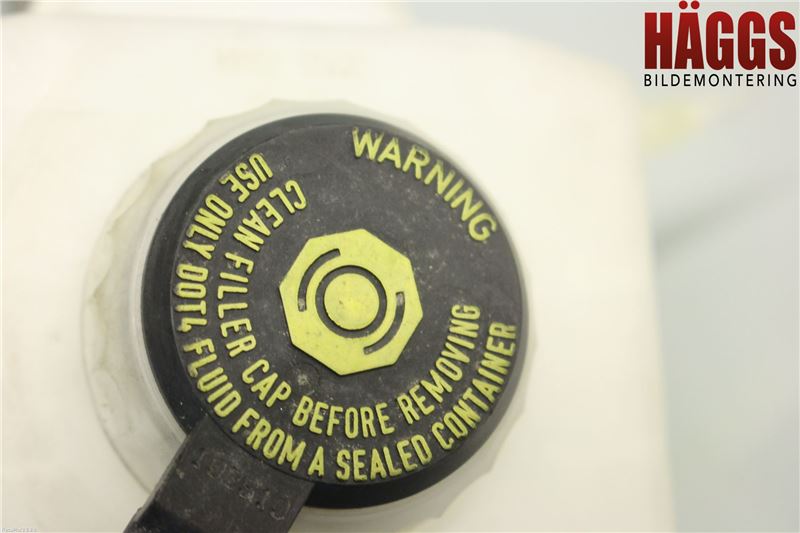 HÄGGS
BILDEMONTERING
WARNING
CLEAN FILLER CAP BEFORE REMOVING
USE ONLY DOT4 FLUID FROM A SEALED CONTAINER